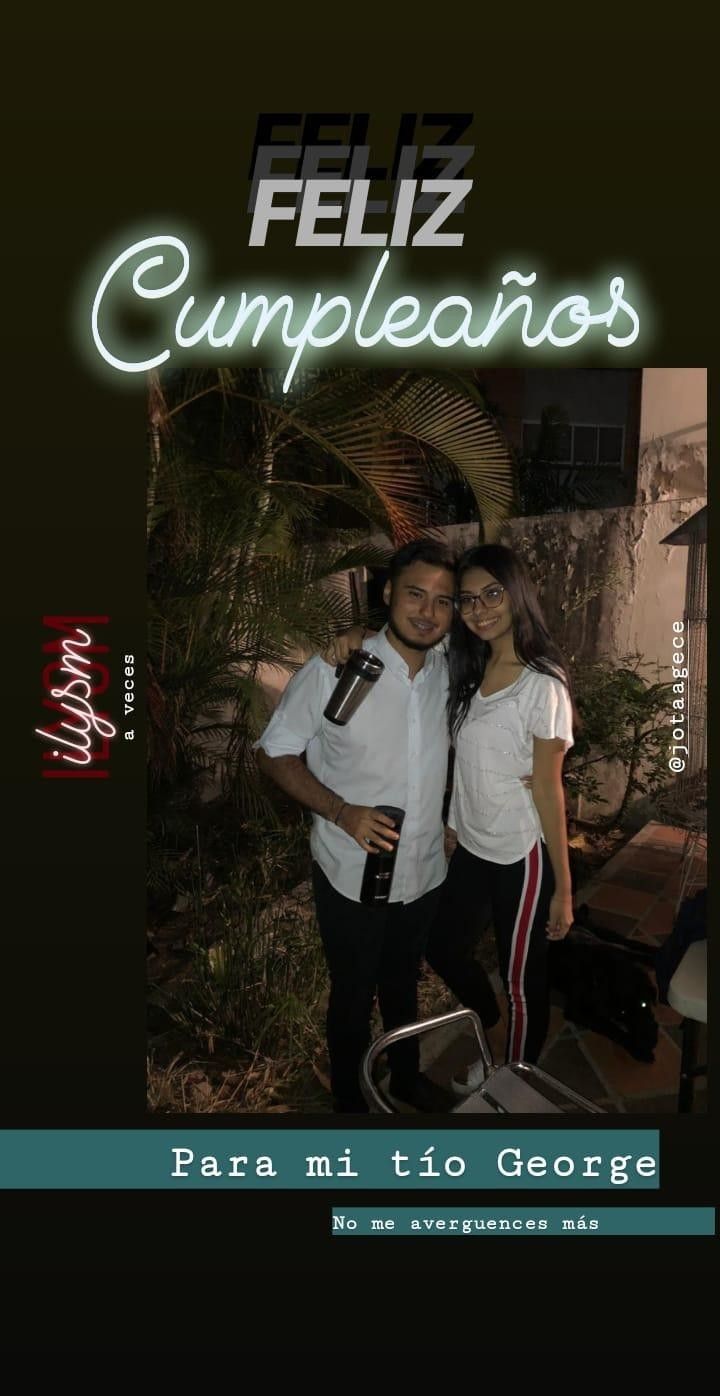 FELIZ
FELIZ
FELIZ
Cumpleaños
ILYSM
ilysm
a veces
@jotaagece
Para mi tío George
No me averguences más